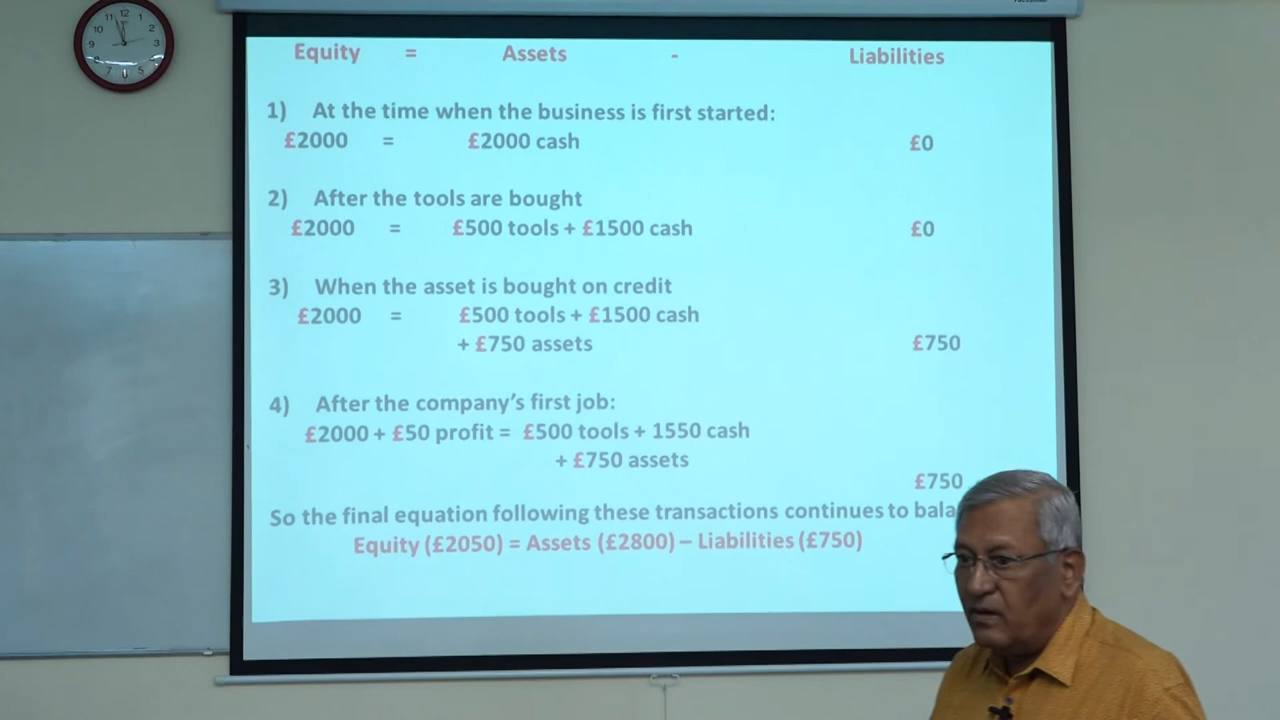 Equity = Assets - Liabilities
1) At the time when the business is first started:
£2000 = £2000 cash £0
2) After the tools are bought
£2000 = £500 tools + £1500 cash £0
3) When the asset is bought on credit
£2000 = £500 tools + £1500 cash
+ £750 assets £750
4) After the company's first job:
£2000 + £50 profit = £500 tools + 1550 cash
+ £750 assets
£750
So the final equation following these transactions continues to bala
Equity (£2050) = Assets (£2800) – Liabilities (£750)